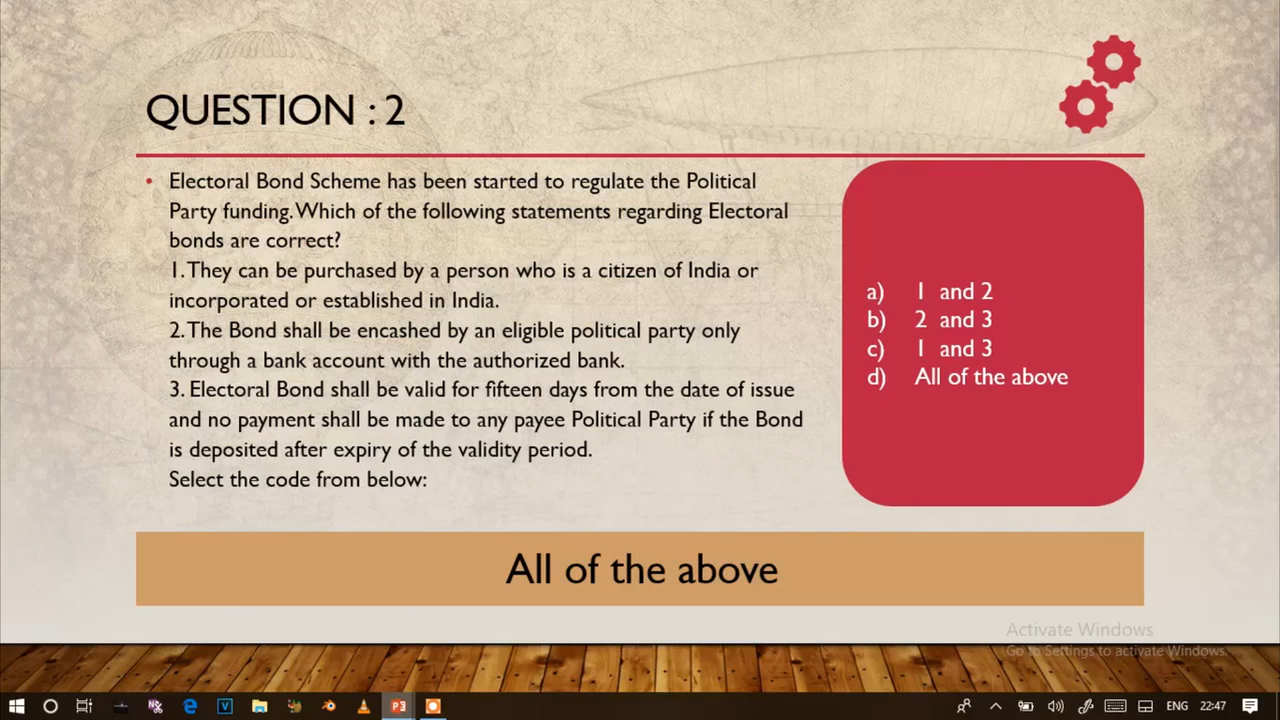 QUESTION : 2
• Electoral Bond Scheme has been started to regulate the Political
Party funding. Which of the following statements regarding Electoral
bonds are correct?
1. They can be purchased by a person who is a citizen of India or
incorporated or established in India.
2. The Bond shall be encashed by an eligible political party only
through a bank account with the authorized bank.
3. Electoral Bond shall be valid for fifteen days from the date of issue
and no payment shall be made to any payee Political Party if the Bond
is deposited after expiry of the validity period.
Select the code from below:
a) 1 and 2
b) 2 and 3
c) 1 and 3
d) All of the above
All of the above
Activate Windows
Go to Settings to activate Windows.
ENG 22:47